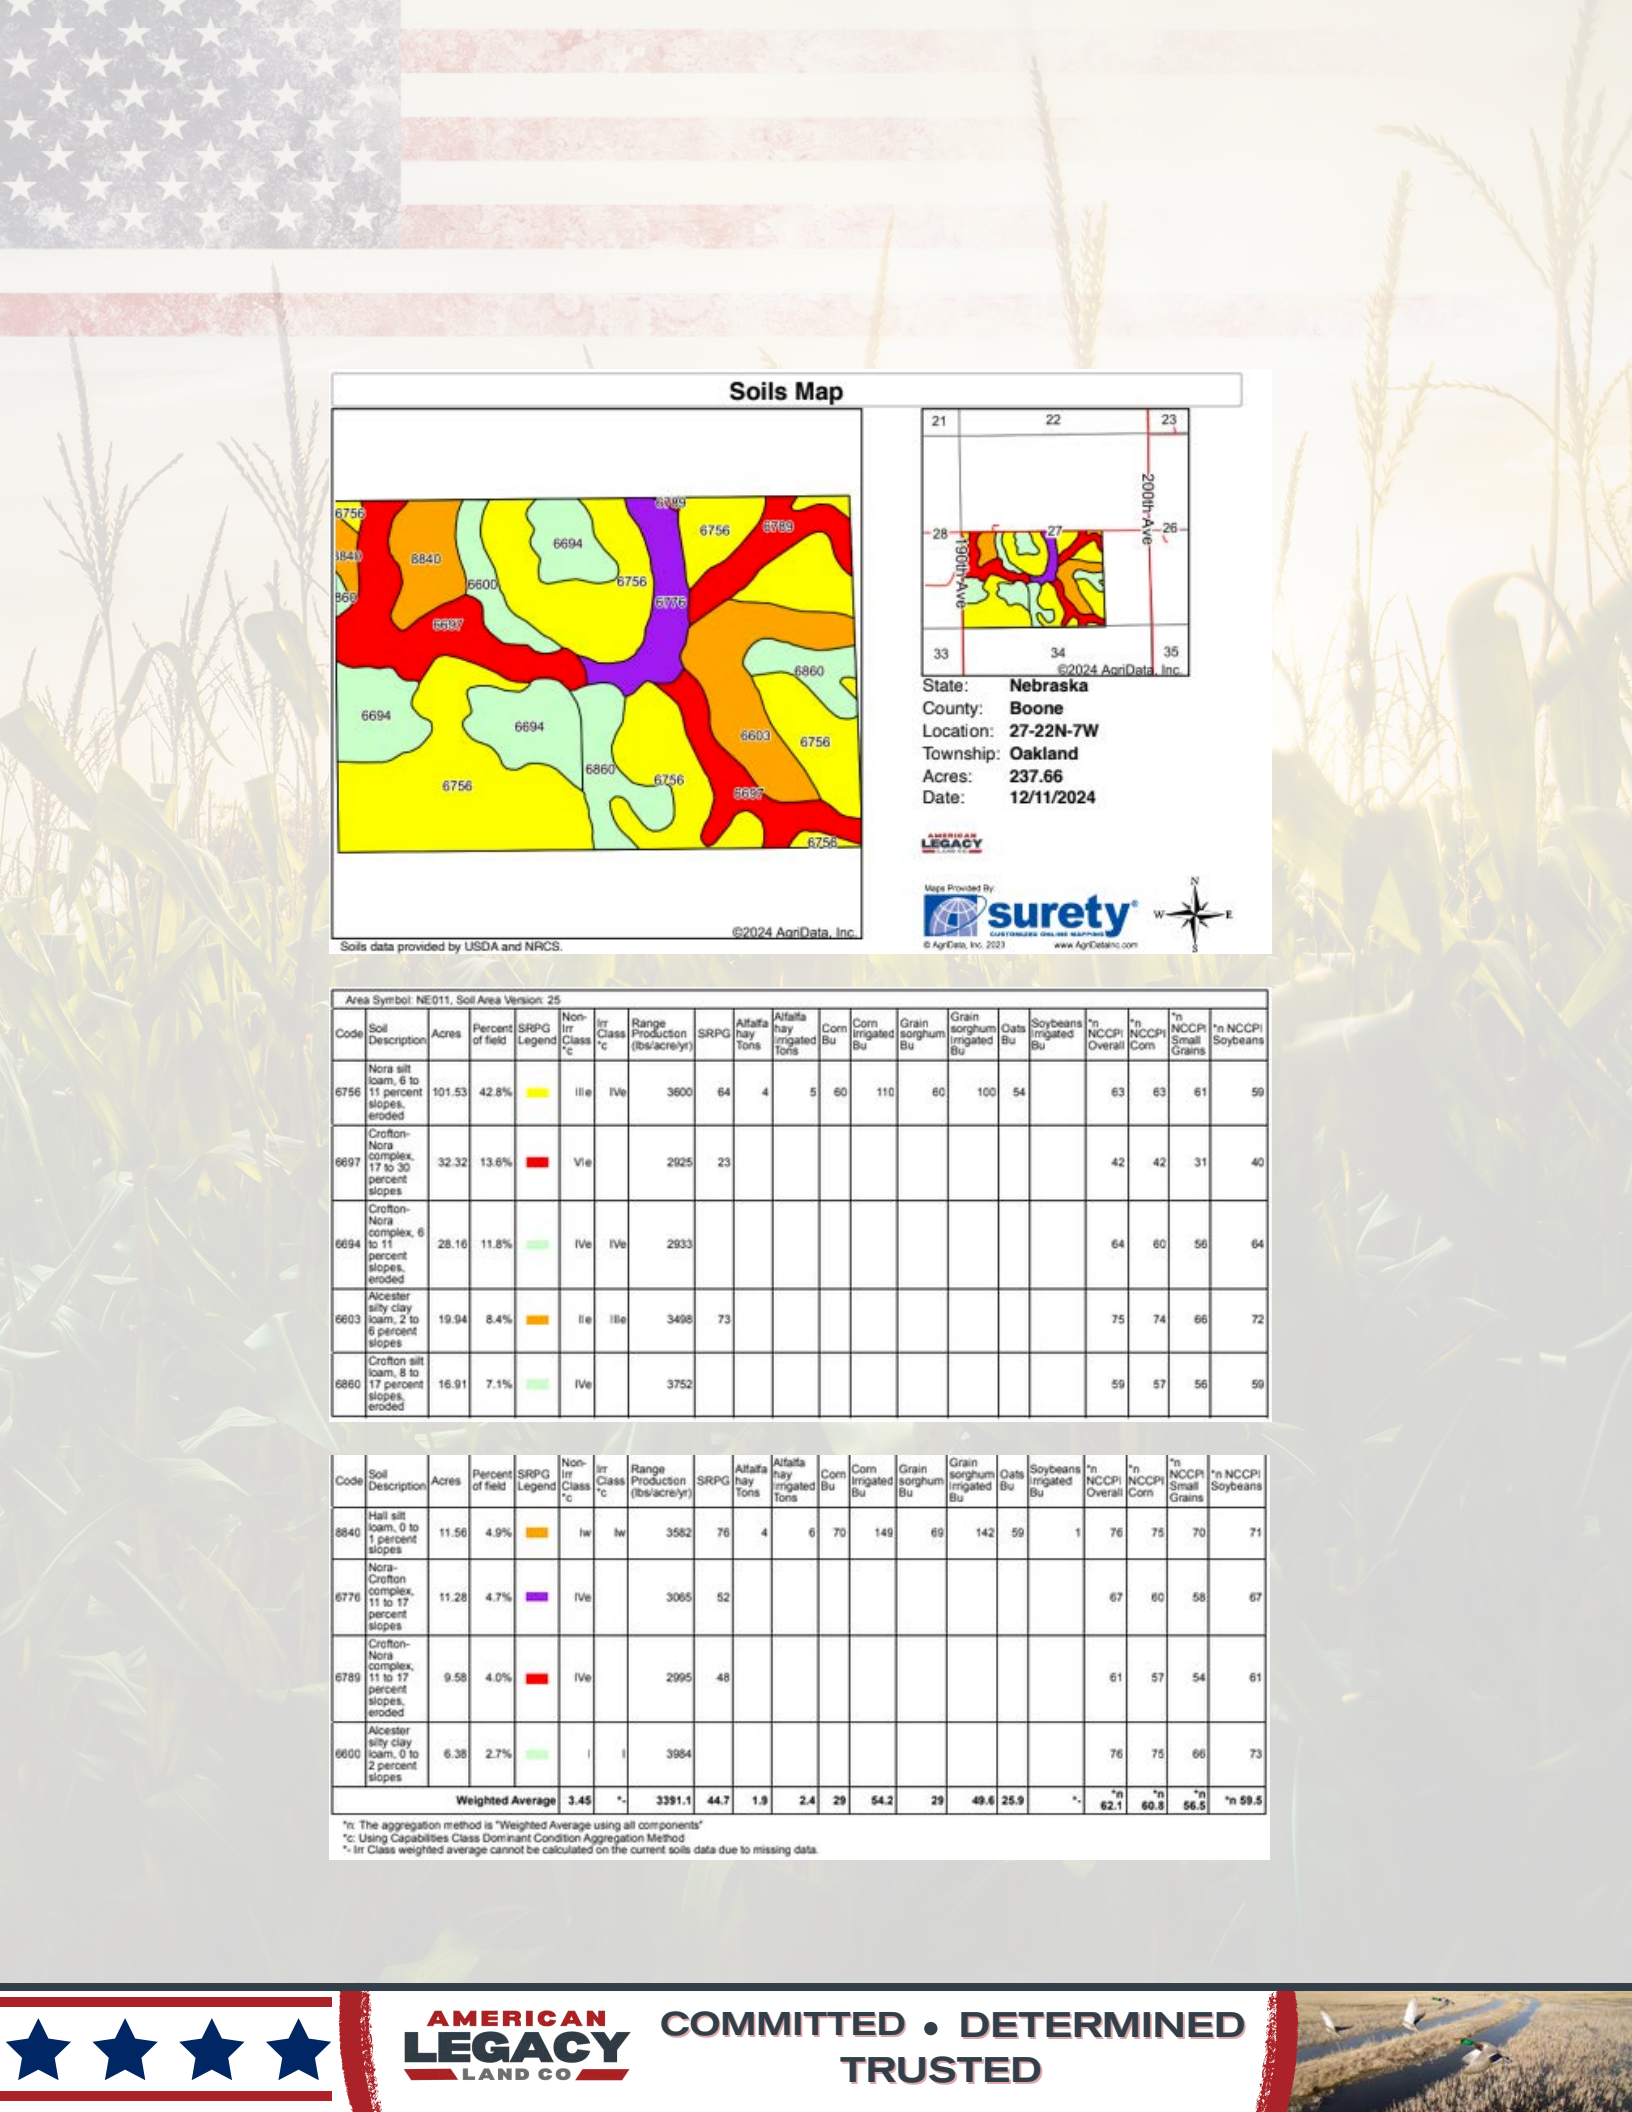 Soils Map
6756
8840
860
8840
6697
6600
6694
6756
6789
6776
6756
6789
6694
6694
6756
6860
6756
6603
6697
6860
6756
6756
©2024 AgriData, Inc.
Soils data provided by USDA and NRCS.
21 22 23
28 27 26
190th Ave
200th Ave
33 34 35
©2024 AgriData, Inc.
State: Nebraska
County: Boone
Location: 27-22N-7W
Township: Oakland
Acres: 237.66
Date: 12/11/2024
AMERICAN
LEGACY
LAND CO
Maps Provided By:
surety®
CUSTOMIZED ONLINE MAPPING
© AgriData, Inc. 2023 www.AgriDataInc.com
N
W E
S
Area Symbol: NE011, Soil Area Version: 25
Code Soil Description Acres Percent of field SRPG Legend Non-Irr Class *c Irr Class *c Range Production (lbs/acre/yr) SRPG Alfalfa hay Tons Alfalfa hay Irrigated Tons Corn Bu Corn Irrigated Bu Grain sorghum Bu Grain sorghum Irrigated Bu Oats Bu Soybeans Irrigated Bu *n NCCPI Overall *n NCCPI Corn *n NCCPI Small Grains *n NCCPI Soybeans
6756 Nora silt loam, 6 to 11 percent slopes, eroded 101.53 42.8% IIIe IVe 3600 64 4 5 60 110 60 100 54 63 63 61 59
6697 Crofton-Nora complex, 17 to 30 percent slopes 32.32 13.6% VIe 2925 23 42 42 31 40
6694 Crofton-Nora complex, 6 to 11 percent slopes, eroded 28.16 11.8% IVe IVe 2933 64 60 56 64
6603 Alcester silty clay loam, 2 to 6 percent slopes 19.94 8.4% IIe IIIe 3498 73 75 74 66 72
6860 Crofton silt loam, 8 to 17 percent slopes, eroded 16.91 7.1% IVe 3752 59 57 56 59
Code Soil Description Acres Percent of field SRPG Legend Non-Irr Class *c Irr Class *c Range Production (lbs/acre/yr) SRPG Alfalfa hay Tons Alfalfa hay Irrigated Tons Corn Bu Corn Irrigated Bu Grain sorghum Bu Grain sorghum Irrigated Bu Oats Bu Soybeans Irrigated Bu *n NCCPI Overall *n NCCPI Corn *n NCCPI Small Grains *n NCCPI Soybeans
8840 Hall silt loam, 0 to 1 percent slopes 11.56 4.9% Iw Iw 3582 76 4 6 70 149 69 142 59 1 76 75 70 71
6776 Nora-Crofton complex, 11 to 17 percent slopes 11.28 4.7% IVe 3065 52 67 60 58 67
6789 Crofton-Nora complex, 11 to 17 percent slopes, eroded 9.58 4.0% IVe 2995 48 61 57 54 61
6600 Alcester silty clay loam, 0 to 2 percent slopes 6.38 2.7% I I 3984 76 75 66 73
Weighted Average 3.45 *- 3391.1 44.7 1.9 2.4 29 54.2 29 49.6 25.9 *- *n 62.1 *n 60.8 *n 56.5 *n 59.5
*n: The aggregation method is "Weighted Average using all components"
*c: Using Capabilities Class Dominant Condition Aggregation Method
*- Irr Class weighted average cannot be calculated on the current soils data due to missing data.
AMERICAN
LEGACY
LAND CO
COMMITTED • DETERMINED
TRUSTED